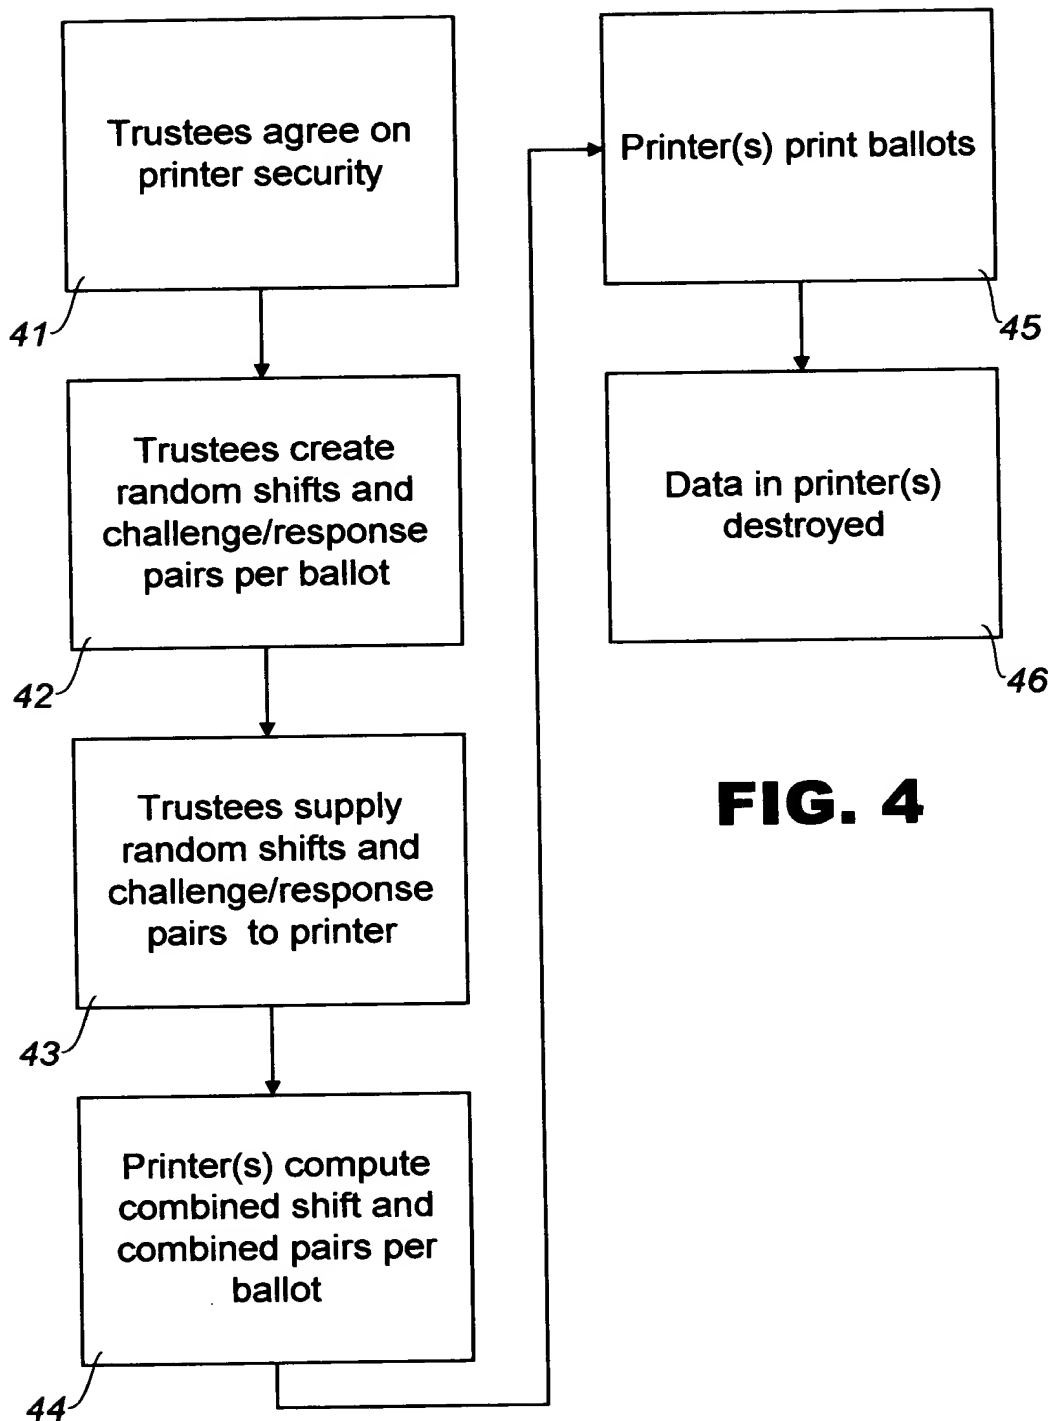 Trustees agree on
printer security
41
Trustees create
random shifts and
challenge/response
pairs per ballot
42
Trustees supply
random shifts and
challenge/response
pairs to printer
43
Printer(s) compute
combined shift and
combined pairs per
ballot
44
Printer(s) print ballots
45
Data in printer(s)
destroyed
46
FIG. 4